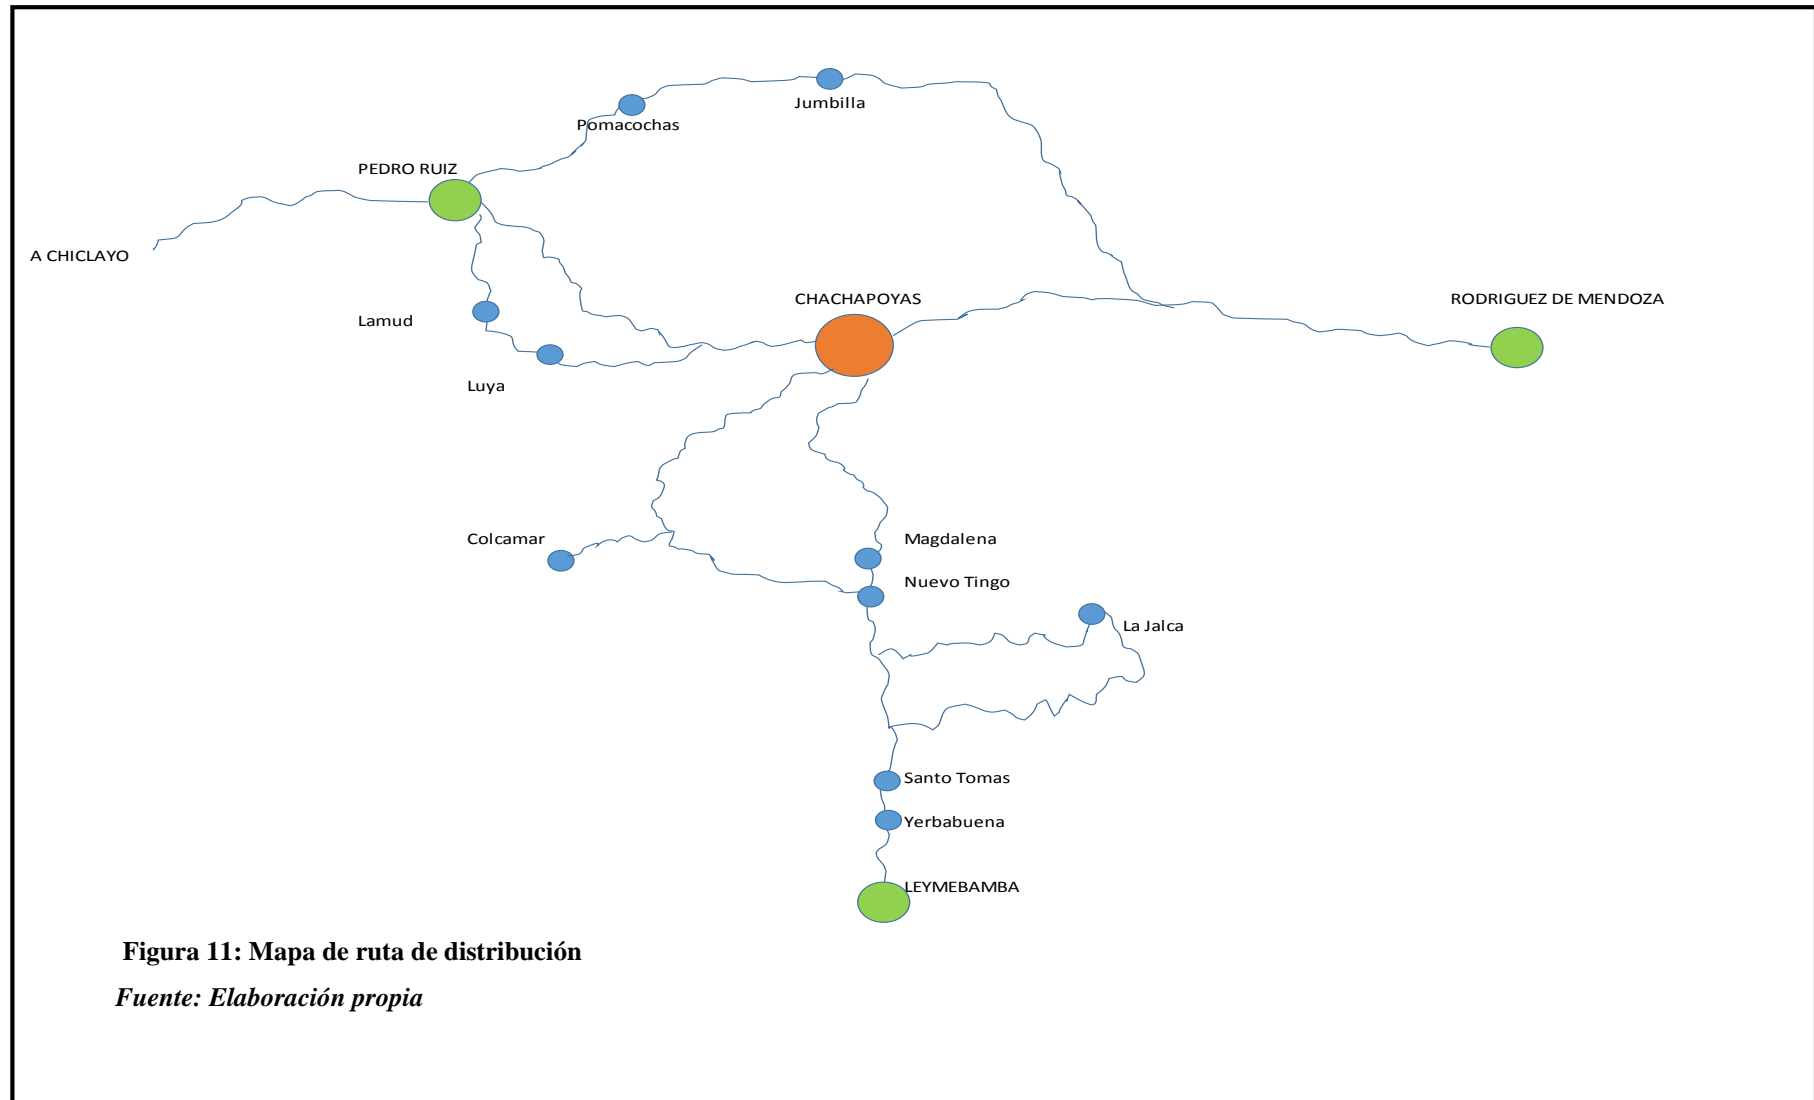 Jumbilla
Pomacochas
PEDRO RUIZ
A CHICLAYO
CHACHAPOYAS
RODRIGUEZ DE MENDOZA
Lamud
Luya
Colcamar
Magdalena
Nuevo Tingo
La Jalca
Santo Tomas
Yerbabuena
LEYMEBAMBA
Figura 11: Mapa de ruta de distribución
Fuente: Elaboración propia